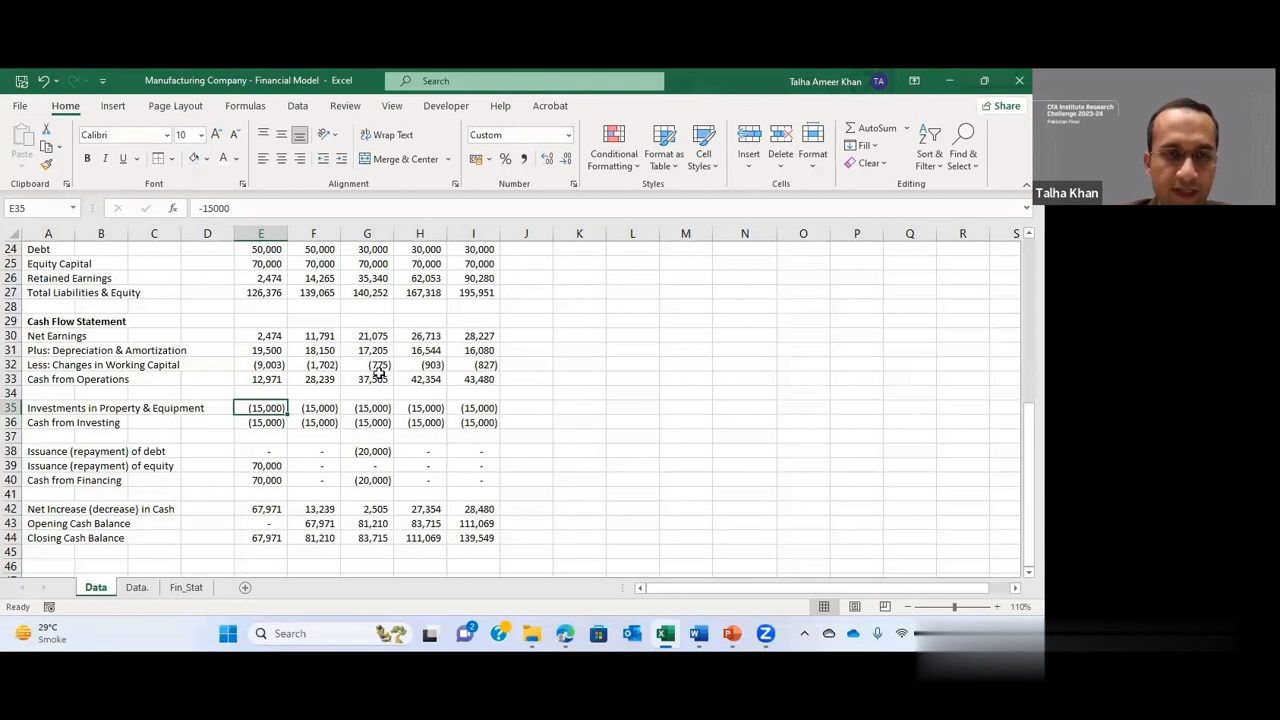 Manufacturing Company - Financial Model - Excel
Search
Talha Ameer Khan
TA
CFA Institute Research
Challenge 2023-24
Pakistan Final
Talha Khan
File Home Insert Page Layout Formulas Data Review View Developer Help Acrobat
Share
Paste
Calibri
10
A A
B I U
A
Wrap Text
Merge & Center
Custom
%
Conditional
Formatting
Format as
Table
Cell
Styles
Insert
Delete
Format
AutoSum
Fill
Clear
Sort &
Filter
Find &
Select
Clipboard Font Alignment Number Styles Cells Editing
E35 fx -15000
A B C D E F G H I J K L M N O P Q R S
24 Debt 50,000 50,000 30,000 30,000 30,000
25 Equity Capital 70,000 70,000 70,000 70,000 70,000
26 Retained Earnings 2,474 14,265 35,340 62,053 90,280
27 Total Liabilities & Equity 126,376 139,065 140,252 167,318 195,951
28
29 Cash Flow Statement
30 Net Earnings 2,474 11,791 21,075 26,713 28,227
31 Plus: Depreciation & Amortization 19,500 18,150 17,205 16,544 16,080
32 Less: Changes in Working Capital (9,003) (1,702) (775) (903) (827)
33 Cash from Operations 12,971 28,239 37,505 42,354 43,480
34
35 Investments in Property & Equipment (15,000) (15,000) (15,000) (15,000) (15,000)
36 Cash from Investing (15,000) (15,000) (15,000) (15,000) (15,000)
37
38 Issuance (repayment) of debt - - (20,000) - -
39 Issuance (repayment) of equity 70,000 - - - -
40 Cash from Financing 70,000 - (20,000) - -
41
42 Net Increase (decrease) in Cash 67,971 13,239 2,505 27,354 28,480
43 Opening Cash Balance - 67,971 81,210 83,715 111,069
44 Closing Cash Balance 67,971 81,210 83,715 111,069 139,549
45
46
Data Data. Fin_Stat
Ready
110%
29°C
Smoke
Search
2